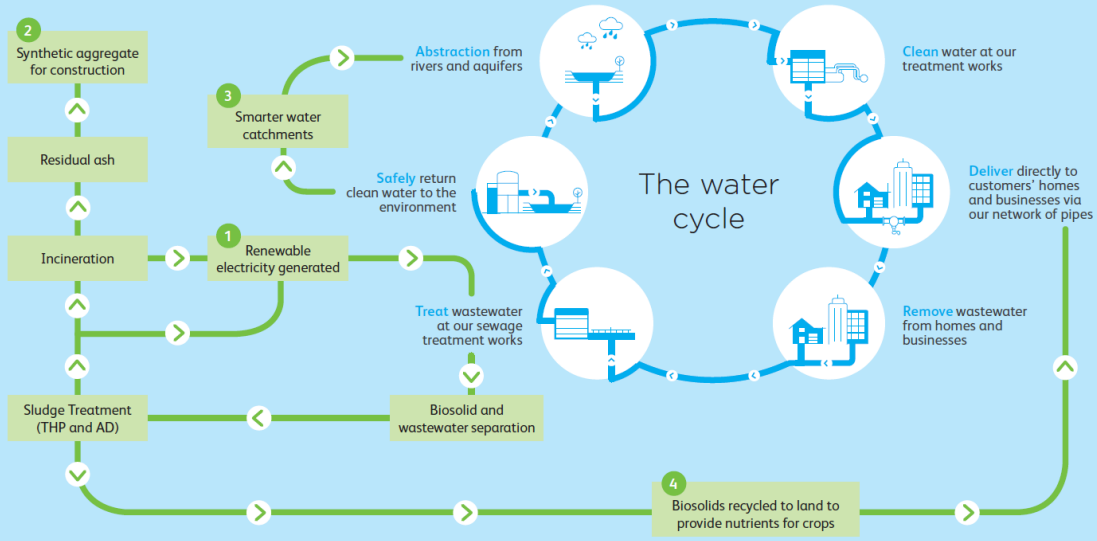 2
Synthetic aggregate
for construction
Residual ash
Incineration
Sludge Treatment
(THP and AD)
3
Smarter water
catchments
1
Renewable
electricity generated
Abstraction from
rivers and aquifers
Safely return
clean water to the
environment
Treat wastewater
at our sewage
treatment works
Biosolid and
wastewater separation
The water
cycle
Clean water at our
treatment works
Deliver directly to
customers' homes
and businesses via
our network of pipes
Remove wastewater
from homes and
businesses
4
Biosolids recycled to land to
provide nutrients for crops